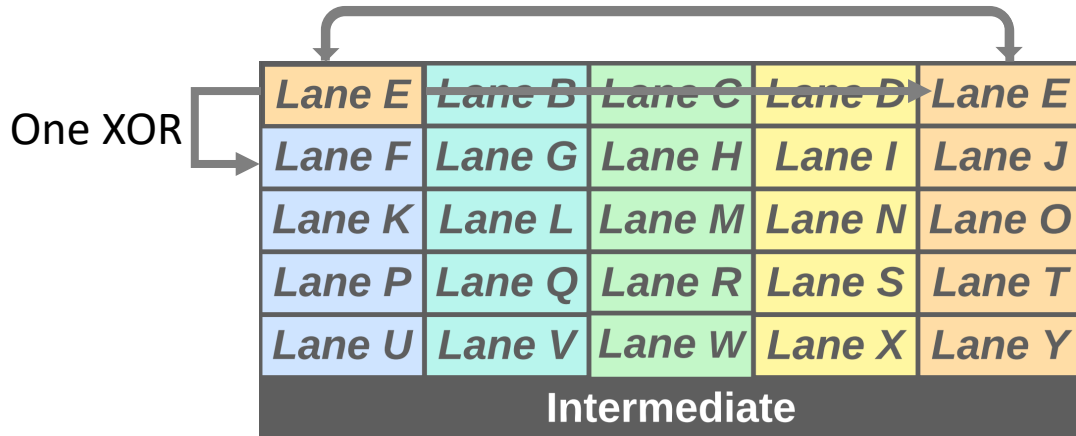 Lane E Lane B Lane C Lane D Lane E
One XOR
Lane F Lane G Lane H Lane I Lane J
Lane K Lane L Lane M Lane N Lane O
Lane P Lane Q Lane R Lane S Lane T
Lane U Lane V Lane W Lane X Lane Y
Intermediate